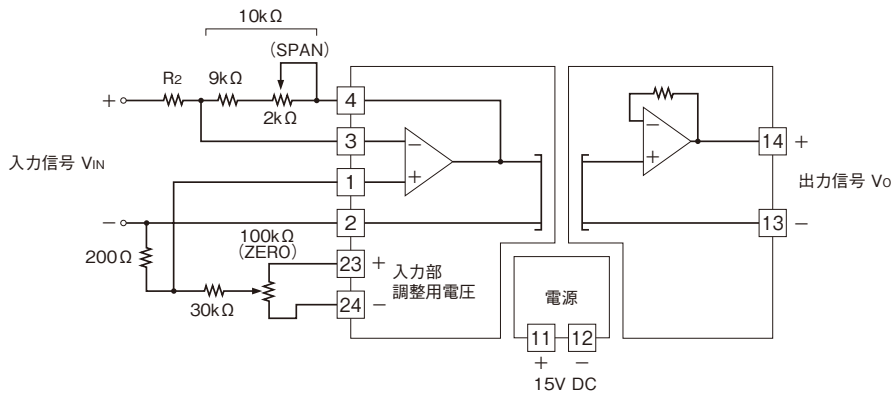 10kΩ
(SPAN)
R2 9kΩ
2kΩ
+
4
3
入力信号 VIN
1
−
2
200Ω
100kΩ
(ZERO)
30kΩ
23 +
入力部
調整用電圧
24 −
−
+
電源
11 12
+ −
15V DC
−
+
14 +
出力信号 VO
13 −